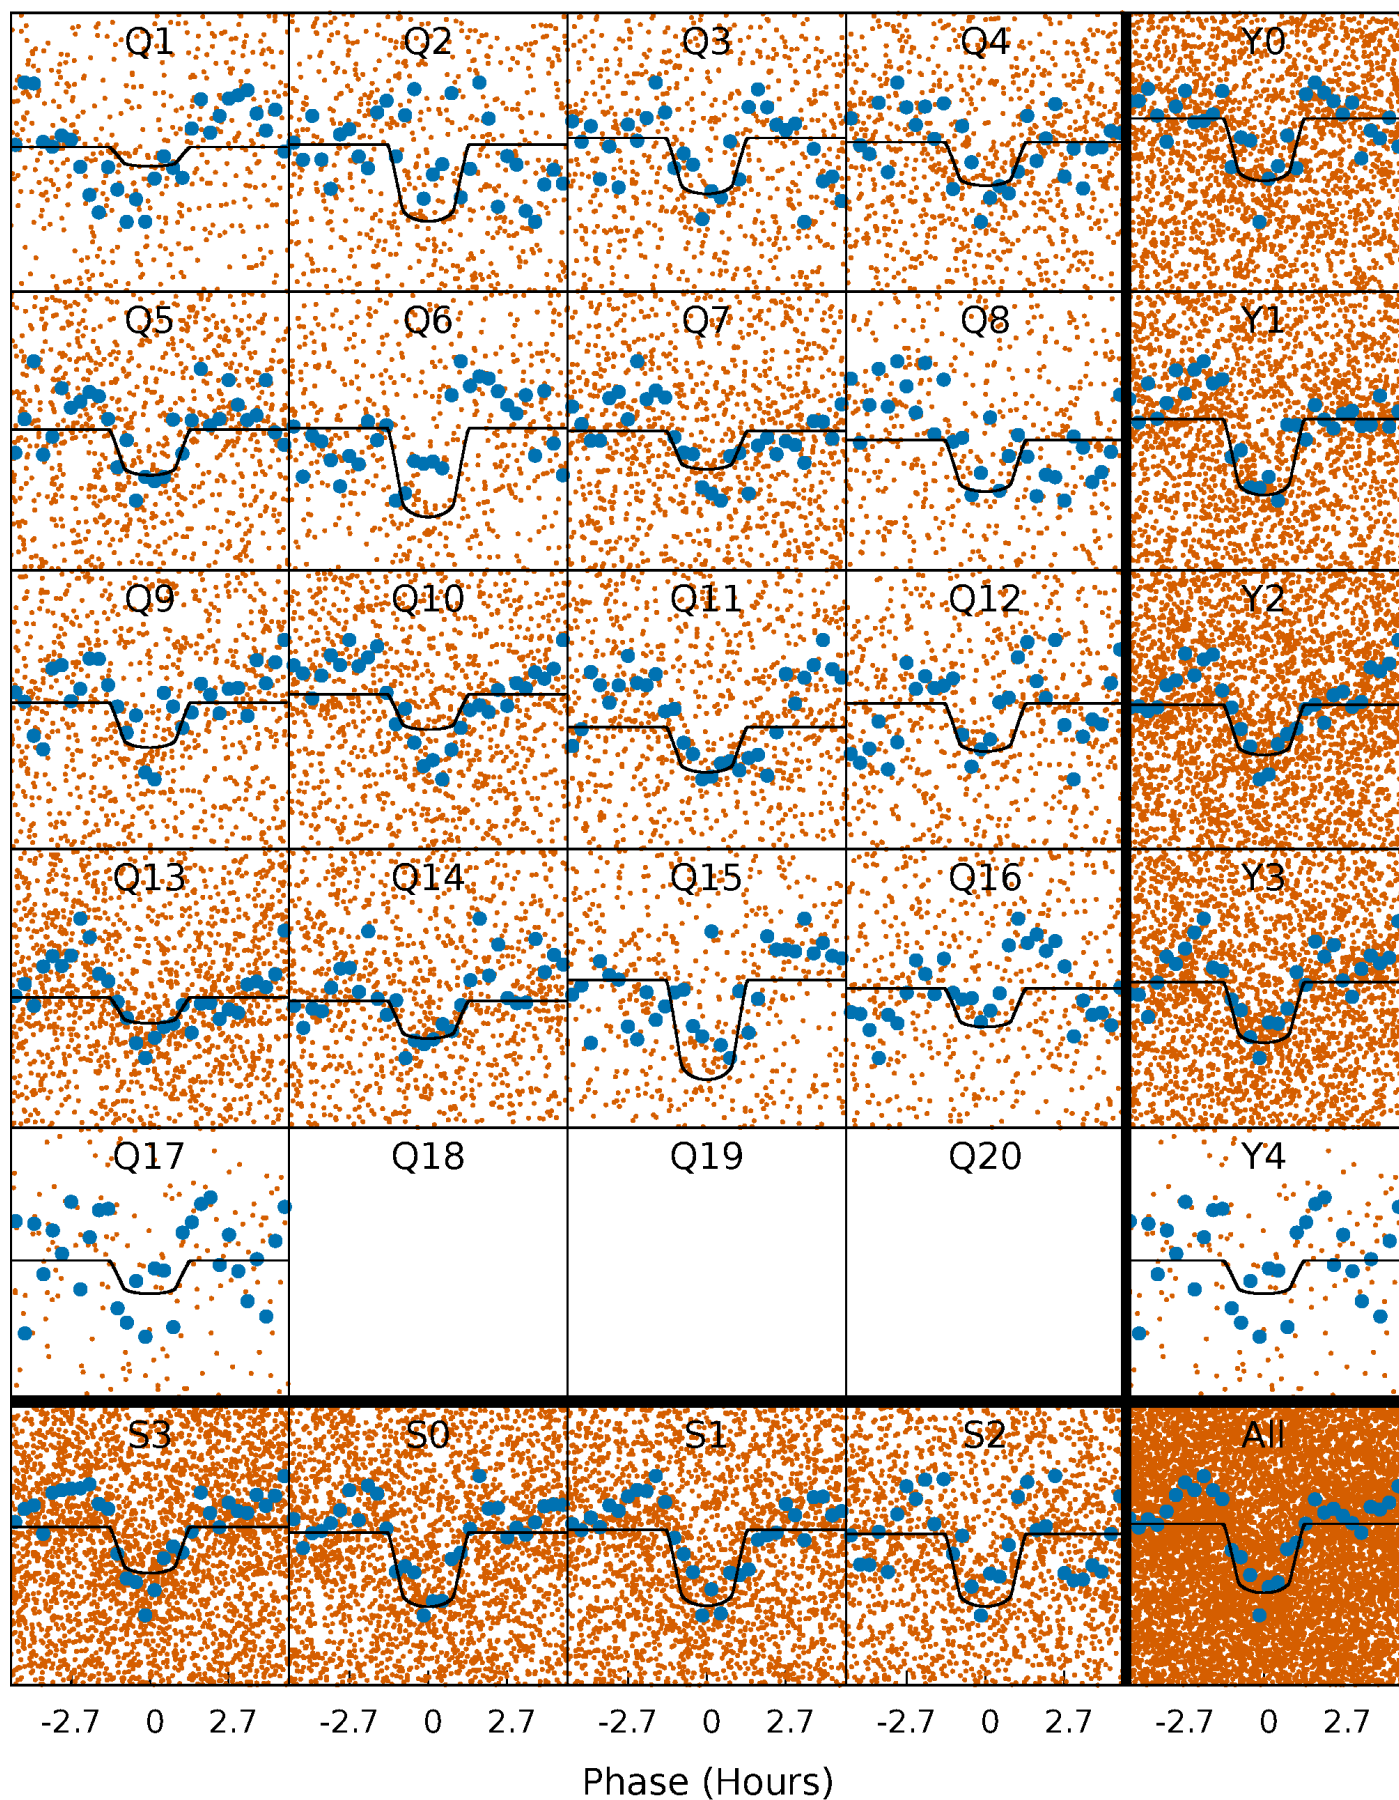 Q1 Q2 Q3 Q4 Y0
Q5 Q6 Q7 Q8 Y1
Q9 Q10 Q11 Q12 Y2
Q13 Q14 Q15 Q16 Y3
Q17 Q18 Q19 Q20 Y4
S3 S0 S1 S2 All
-2.7 0 2.7 -2.7 0 2.7 -2.7 0 2.7 -2.7 0 2.7 -2.7 0 2.7
Phase (Hours)